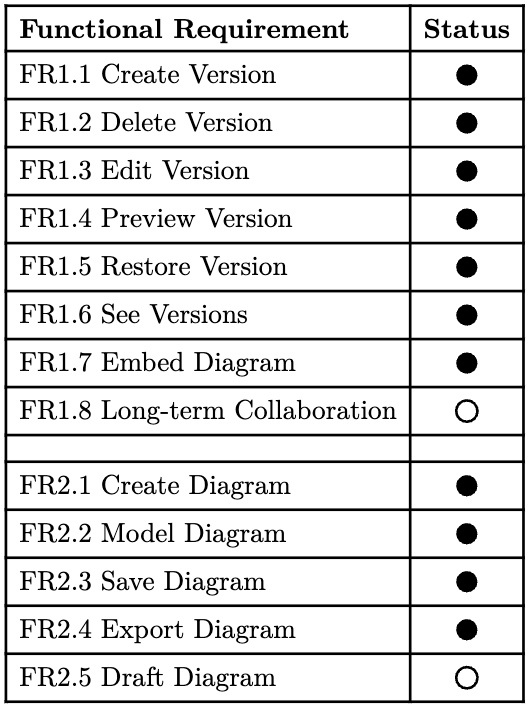 Functional Requirement Status
FR1.1 Create Version ●
FR1.2 Delete Version ●
FR1.3 Edit Version ●
FR1.4 Preview Version ●
FR1.5 Restore Version ●
FR1.6 See Versions ●
FR1.7 Embed Diagram ●
FR1.8 Long-term Collaboration ○
FR2.1 Create Diagram ●
FR2.2 Model Diagram ●
FR2.3 Save Diagram ●
FR2.4 Export Diagram ●
FR2.5 Draft Diagram ○